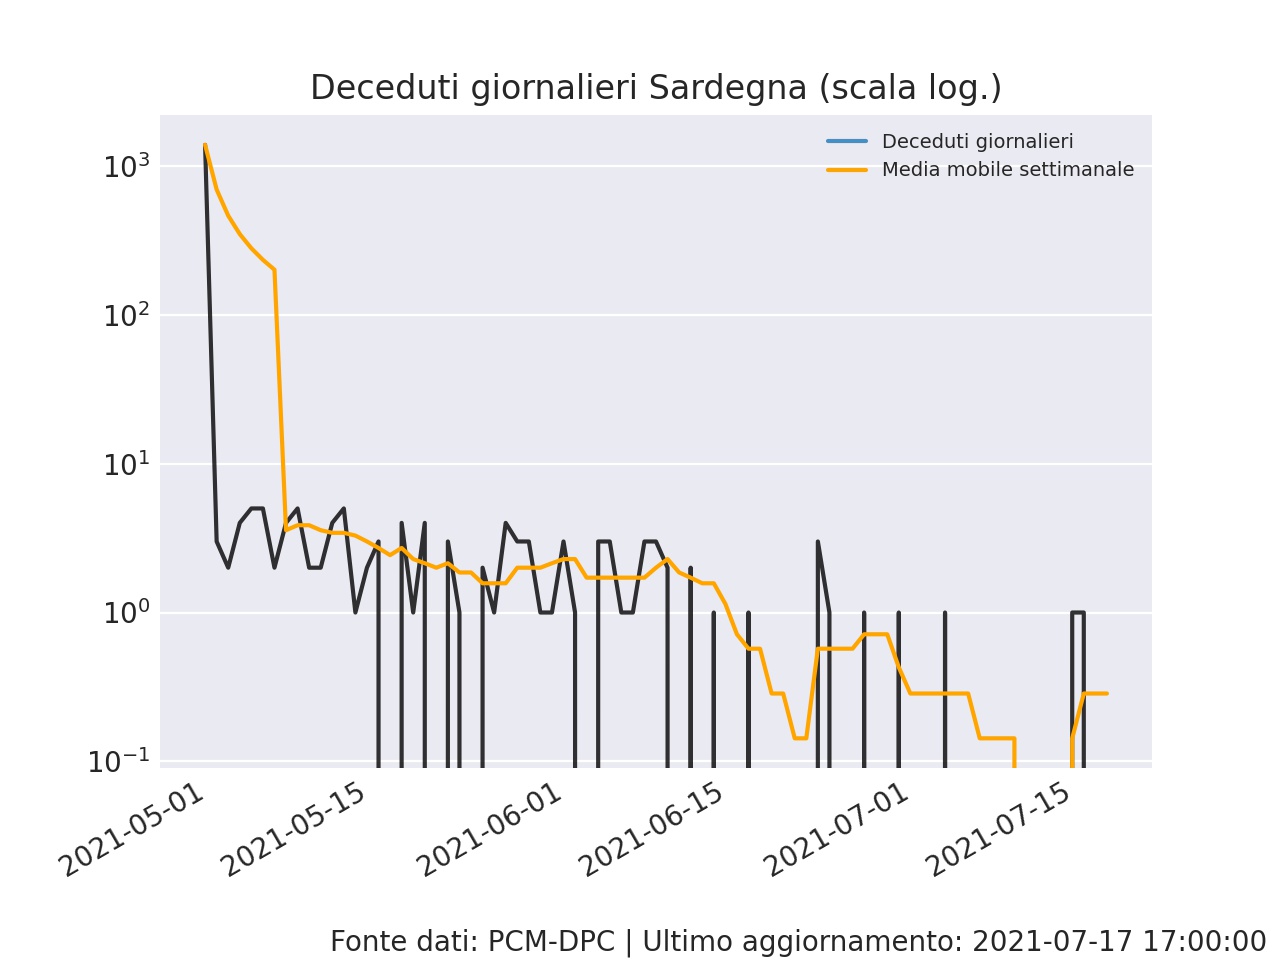 Deceduti giornalieri Sardegna (scala log.)
Deceduti giornalieri
Media mobile settimanale
10³
10²
10¹
10⁰
10⁻¹
2021-05-01
2021-05-15
2021-06-01
2021-06-15
2021-07-01
2021-07-15
Fonte dati: PCM-DPC | Ultimo aggiornamento: 2021-07-17 17:00:00